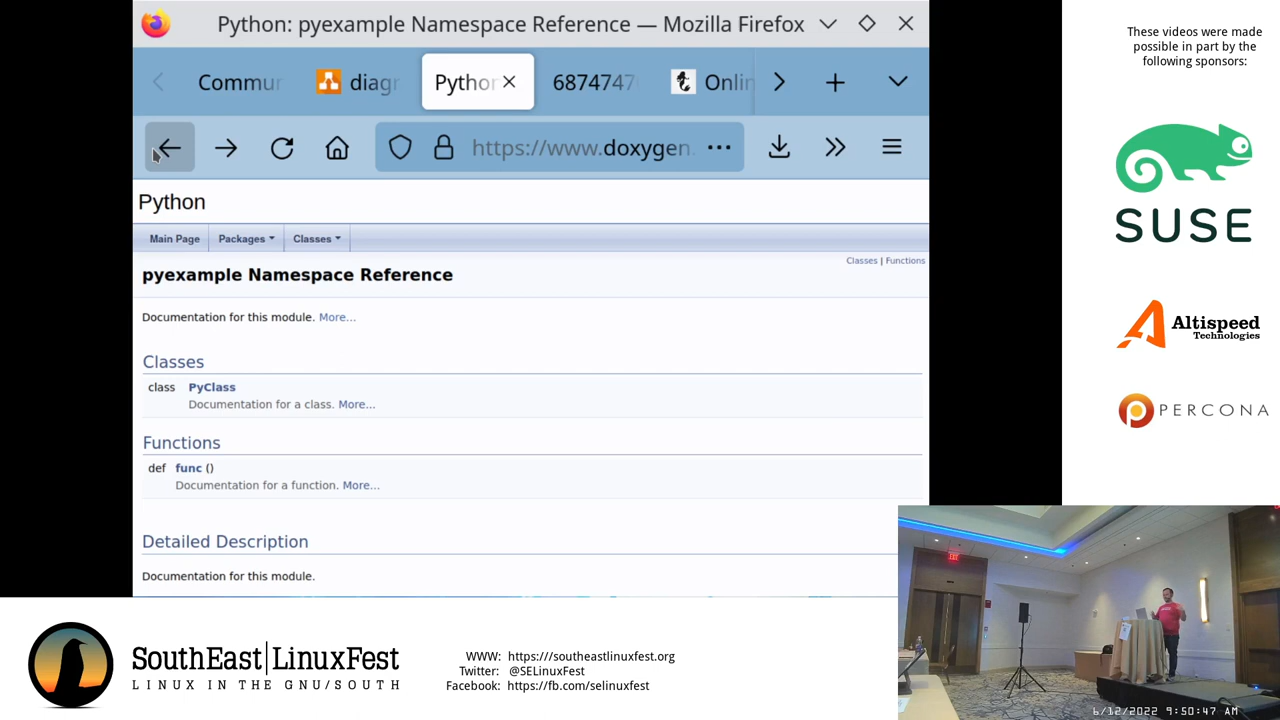 Python: pyexample Namespace Reference — Mozilla Firefox
Commun
diagr
Python
6874747
Onlin
https://www.doxygen.
Python
Main Page
Packages
Classes
Classes | Functions
pyexample Namespace Reference
Documentation for this module. More...
Classes
class PyClass
Documentation for a class. More...
Functions
def func ()
Documentation for a function. More...
Detailed Description
Documentation for this module.
These videos were made
possible in part by the
following sponsors:
SUSE
Altispeed
Technologies
PERCONA
SouthEast LinuxFest
LINUX IN THE GNU/SOUTH
WWW: https:///southeastlinuxfest.org
Twitter: @SELinuxFest
Facebook: https://fb.com/selinuxfest
6/12/2022 9:50:47 AM